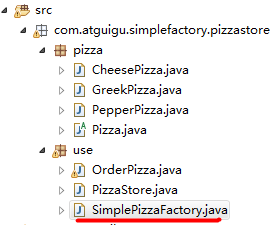 src
com.atguigu.simplefactory.pizzastore
pizza
CheesePizza.java
GreekPizza.java
PepperPizza.java
Pizza.java
use
OrderPizza.java
PizzaStore.java
SimplePizzaFactory.java